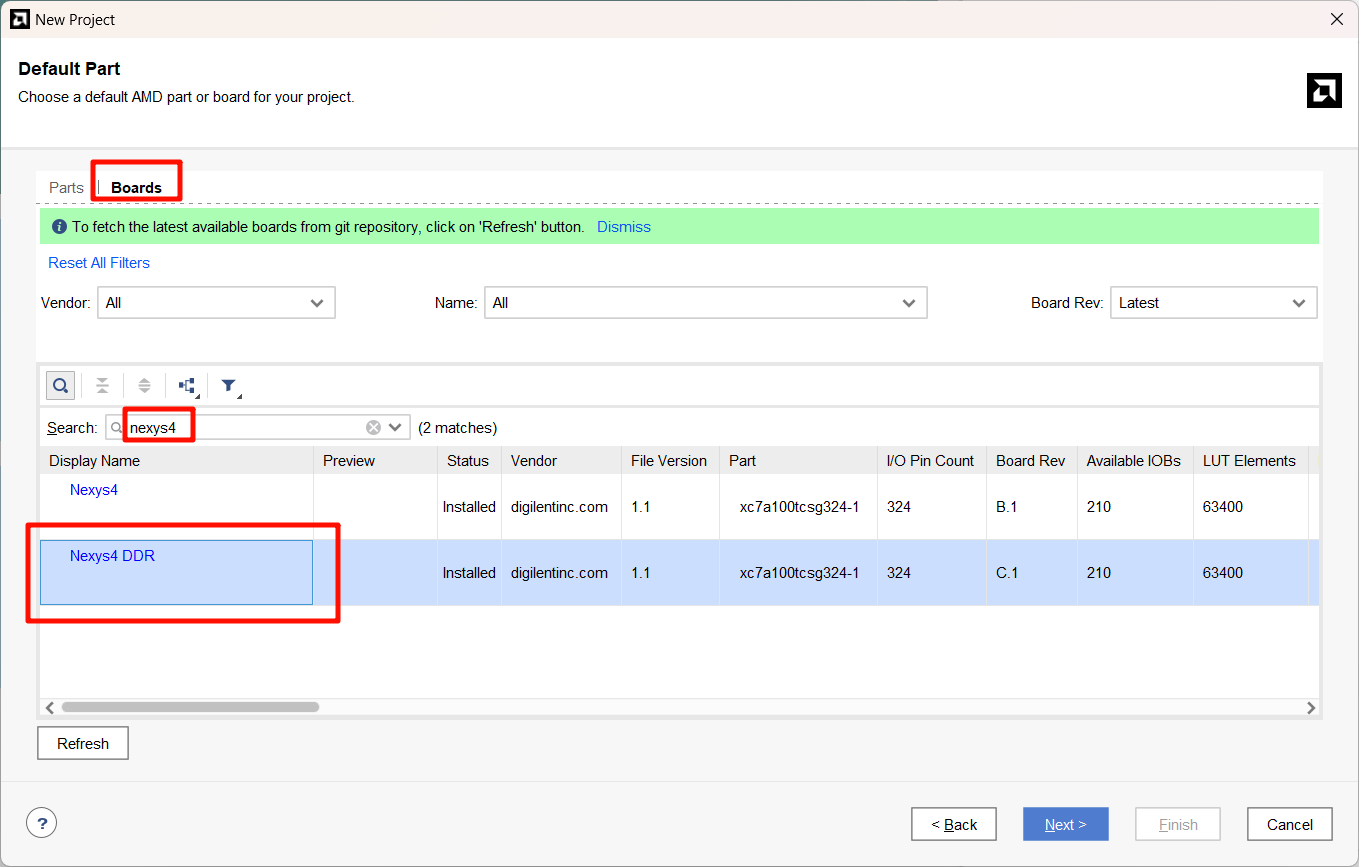 New Project
Default Part
Choose a default AMD part or board for your project.
Parts | Boards
To fetch the latest available boards from git repository, click on 'Refresh' button. Dismiss
Reset All Filters
Vendor: All Name: All Board Rev: Latest
Search: nexys4 (2 matches)
Display Name Preview Status Vendor File Version Part I/O Pin Count Board Rev Available IOBs LUT Elements
Nexys4 Installed digilentinc.com 1.1 xc7a100tcsg324-1 324 B.1 210 63400
Nexys4 DDR Installed digilentinc.com 1.1 xc7a100tcsg324-1 324 C.1 210 63400
Refresh
? < Back Next > Finish Cancel